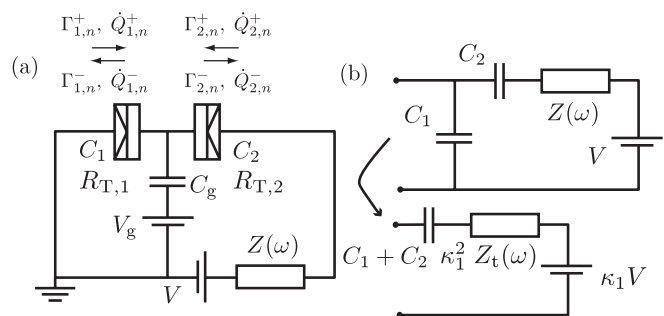 Γ⁺₁,ₙ, Q̇⁺₁,ₙ Γ⁺₂,ₙ, Q̇⁺₂,ₙ
(a) Γ⁻₁,ₙ, Q̇⁻₁,ₙ Γ⁻₂,ₙ, Q̇⁻₂,ₙ
C₁ C₂
R_T,1 C_g R_T,2
V_g
Z(ω)
V
(b) C₂
C₁ Z(ω)
V
C₁ + C₂ κ₁² Z_t(ω)
κ₁V